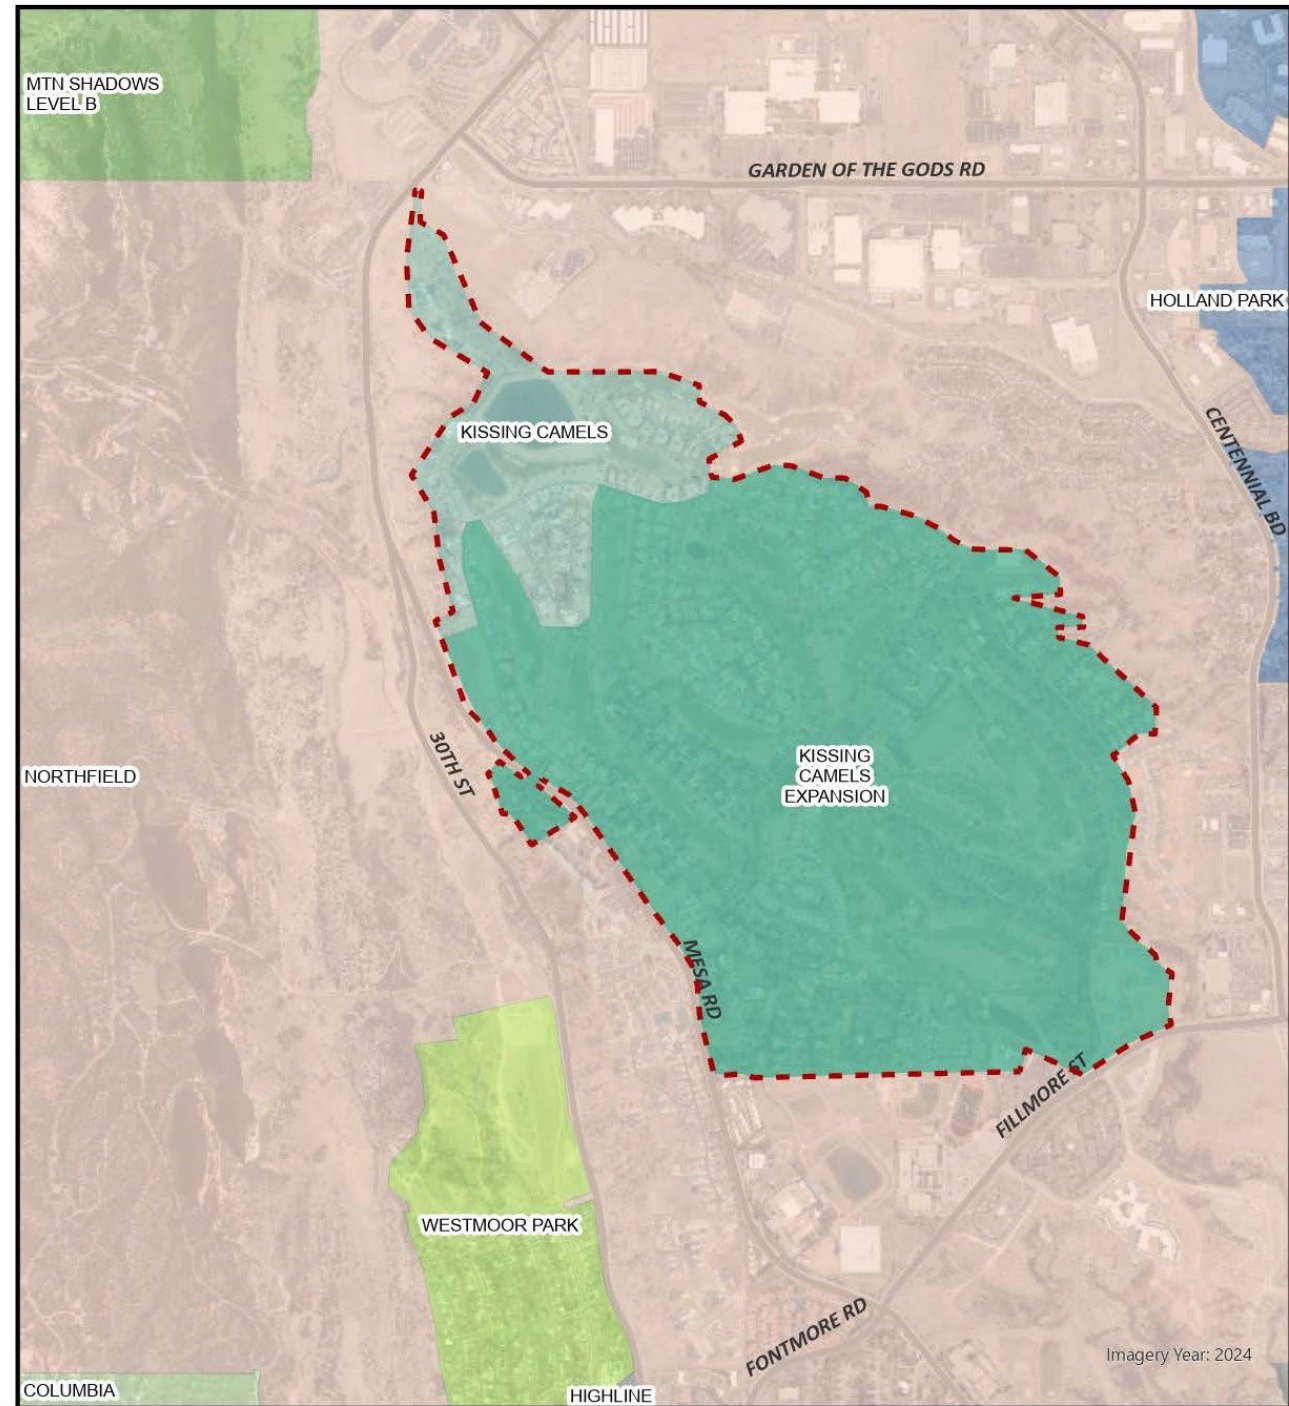 MTN SHADOWS
LEVEL B
GARDEN OF THE GODS RD
HOLLAND PARK
KISSING CAMELS
CENTENNIAL BD
30TH ST
NORTHFIELD
KISSING
CAMELS
EXPANSION
MESA RD
FILLMORE ST
WESTMOOR PARK
FONTMORE RD
Imagery Year: 2024
COLUMBIA
HIGHLINE